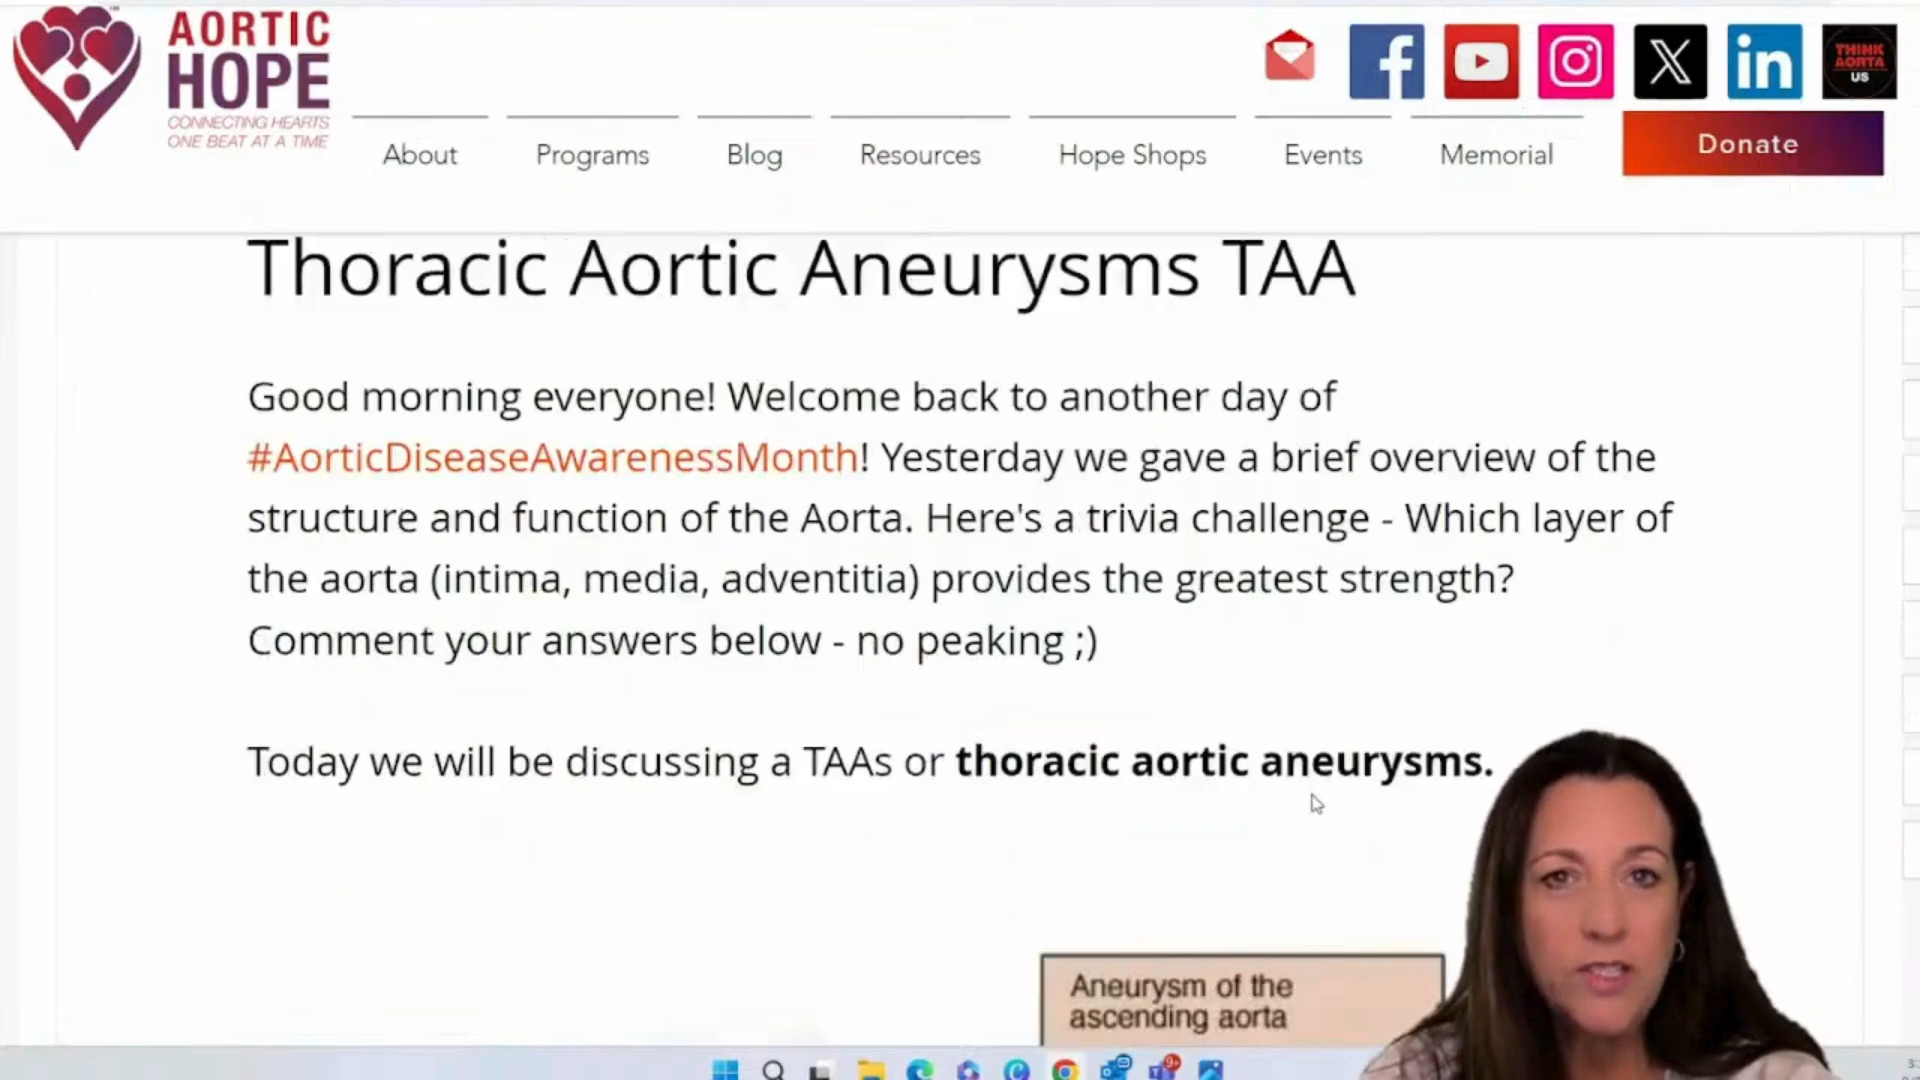 AORTIC
HOPE
CONNECTING HEARTS
ONE BEAT AT A TIME
THINK
AORTA
US
About
Programs
Blog
Resources
Hope Shops
Events
Memorial
Donate
Thoracic Aortic Aneurysms TAA
Good morning everyone! Welcome back to another day of
#AorticDiseaseAwarenessMonth! Yesterday we gave a brief overview of the
structure and function of the Aorta. Here's a trivia challenge - Which layer of
the aorta (intima, media, adventitia) provides the greatest strength?
Comment your answers below - no peaking ;)
Today we will be discussing a TAAs or thoracic aortic aneurysms.
Aneurysm of the
ascending aorta
9+